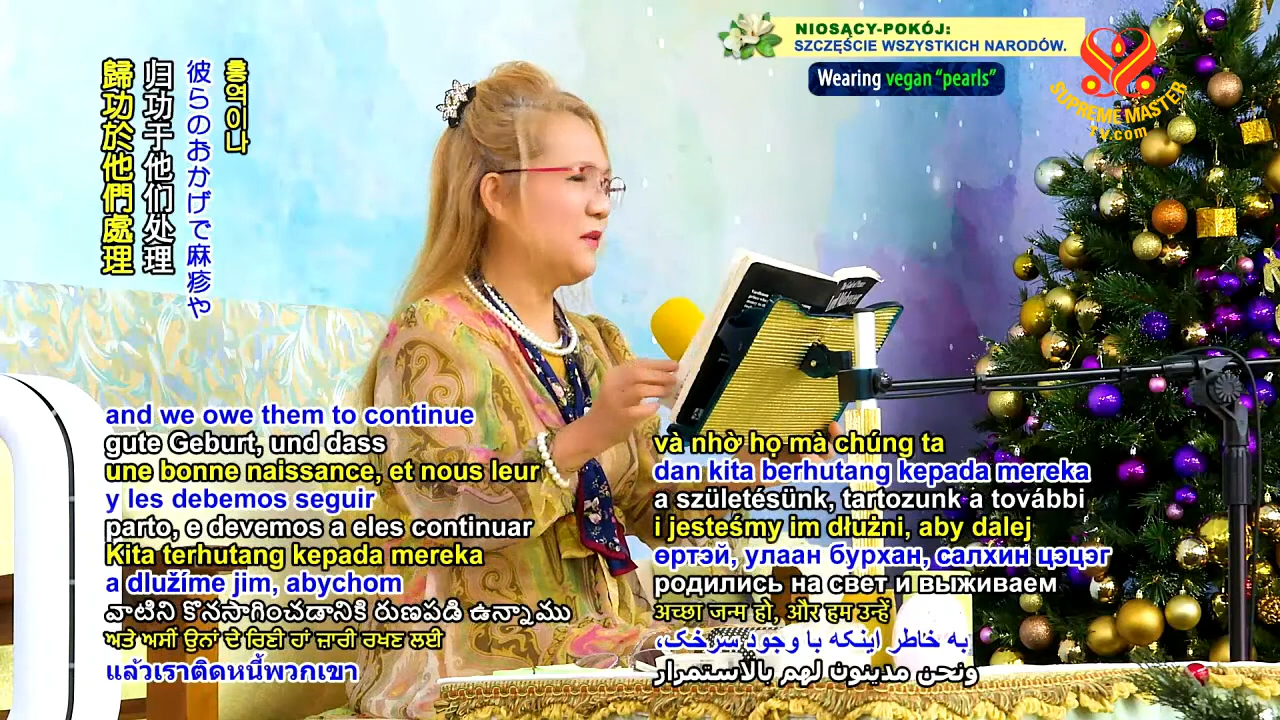 NIOSĄCY-POKÓJ:
SZCZĘŚCIE WSZYSTKICH NARODÓW.
Wearing vegan "pearls"
SUPREME MASTER
TV.com
홍역이나
彼らのおかげで麻疹や
归功于他们处理
歸功於他們處理
and we owe them to continue
gute Geburt, und dass
une bonne naissance, et nous leur
y les debemos seguir
parto, e devemos a eles continuar
Kita terhutang kepada mereka
a dlužíme jim, abychom
వాటిని కొనసాగించడానికి రుణపడి ఉన్నాము
ਅਤੇ ਅਸੀਂ ਉਨਾਂ ਦੇ ਰਿਣੀ ਹਾਂ ਜ਼ਾਰੀ ਰਖਣ ਲਈ
แล้วเราติดหนี้พวกเขา
và nhờ họ mà chúng ta
dan kita berhutang kepada mereka
a születésünk, tartozunk a további
i jesteśmy im dłużni, aby dalej
өртэй, улаан бурхан, салхин цэцэг
родились на свет и выживаем
अच्छा जन्म हो, और हम उन्हें
به خاطر اینکه با وجود سرخک،
ونحن مدينون لهم بالاستمرار